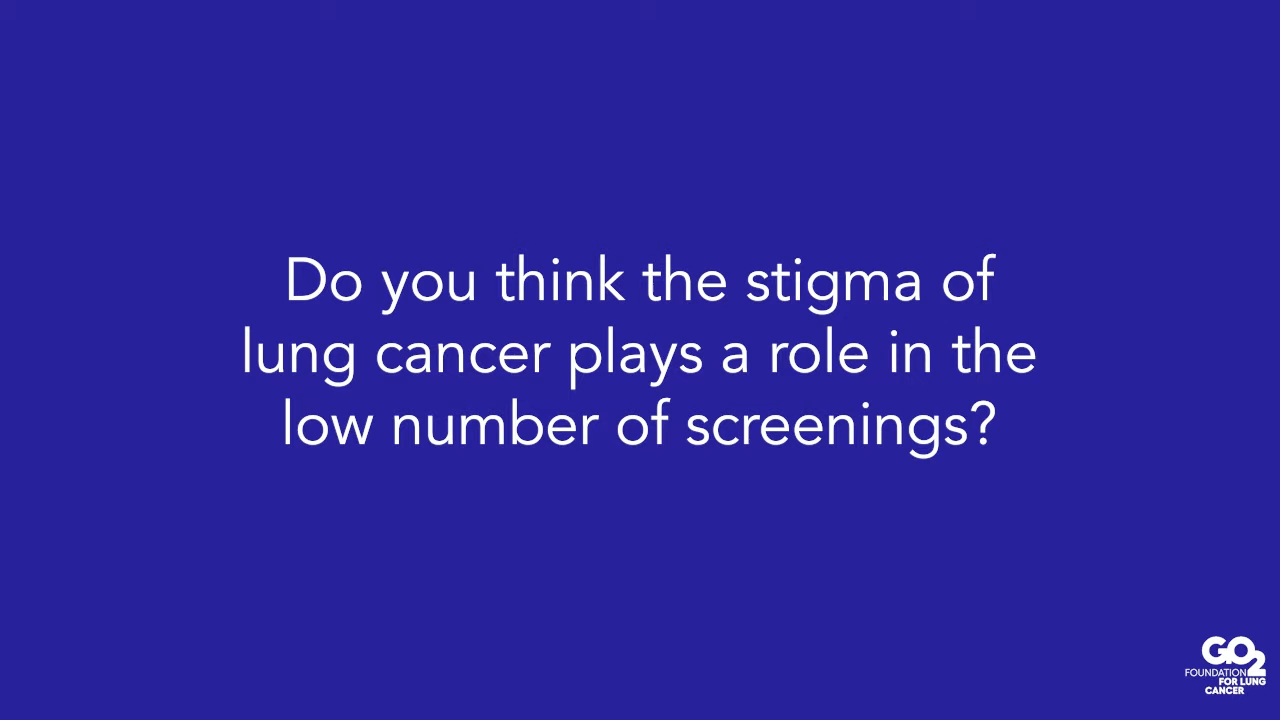 Do you think the stigma of
lung cancer plays a role in the
low number of screenings?
GO2
FOUNDATION
FOR LUNG
CANCER